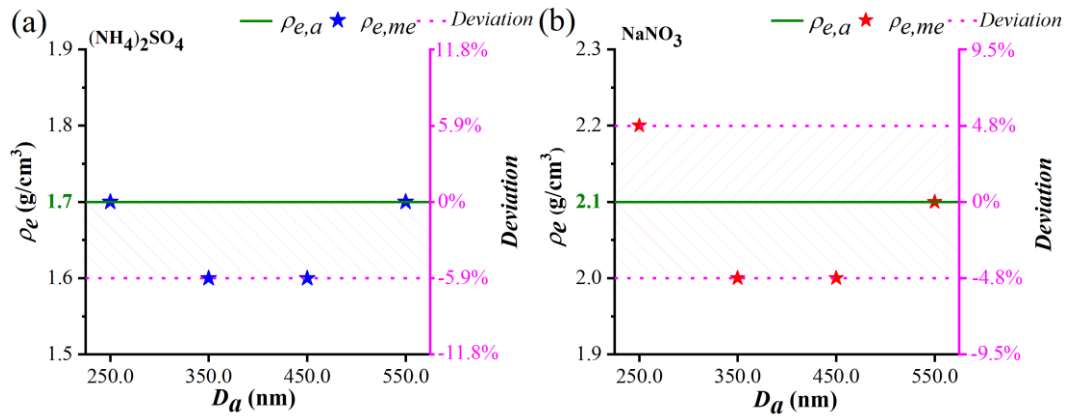 (a)
ρe,a ★ ρe,me Deviation
(NH4)2SO4
1.9
1.8
1.7
1.6
1.5
ρe (g/cm³)
11.8%
5.9%
0%
-5.9%
-11.8%
Deviation
250.0 350.0 450.0 550.0
Da (nm)
(b)
ρe,a ★ ρe,me Deviation
NaNO3
2.3
2.2
2.1
2.0
1.9
ρe (g/cm³)
9.5%
4.8%
0%
-4.8%
-9.5%
Deviation
250.0 350.0 450.0 550.0
Da (nm)